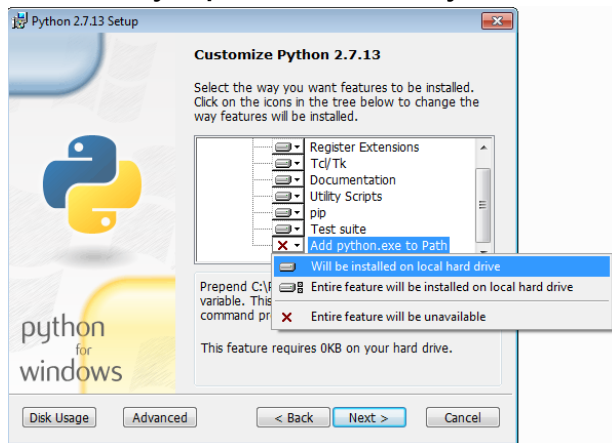 Python 2.7.13 Setup
Customize Python 2.7.13
Select the way you want features to be installed.
Click on the icons in the tree below to change the
way features will be installed.
Register Extensions
Tcl/Tk
Documentation
Utility Scripts
pip
Test suite
Add python.exe to Path
Will be installed on local hard drive
Entire feature will be installed on local hard drive
Entire feature will be unavailable
Prepend C:\
variable. This
command pr
This feature requires 0KB on your hard drive.
python
for
windows
Disk Usage
Advanced
< Back
Next >
Cancel